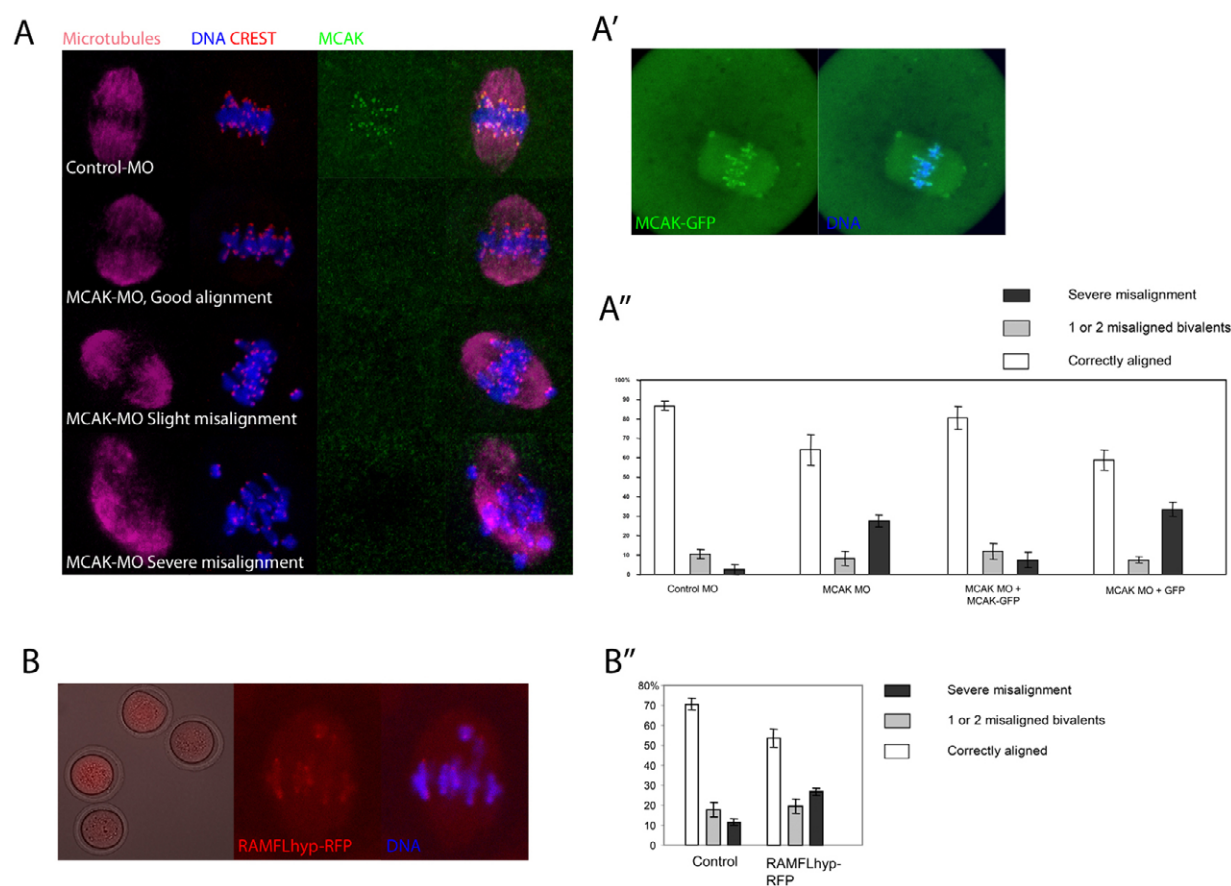 A
Microtubules DNA CREST MCAK
Control-MO
MCAK-MO, Good alignment
MCAK-MO Slight misalignment
MCAK-MO Severe misalignment
A'
MCAK-GFP DNA
A"
Severe misalignment
1 or 2 misaligned bivalents
Correctly aligned
100%
90
80
70
60
50
40
30
20
10
0
Control MO
MCAK MO
MCAK MO +
MCAK-GFP
MCAK MO + GFP
B
RAMFLhyp-RFP DNA
B"
Severe misalignment
1 or 2 misaligned bivalents
Correctly aligned
80%
70
60
50
40
30
20
10
0
Control
RAMFLhyp-
RFP